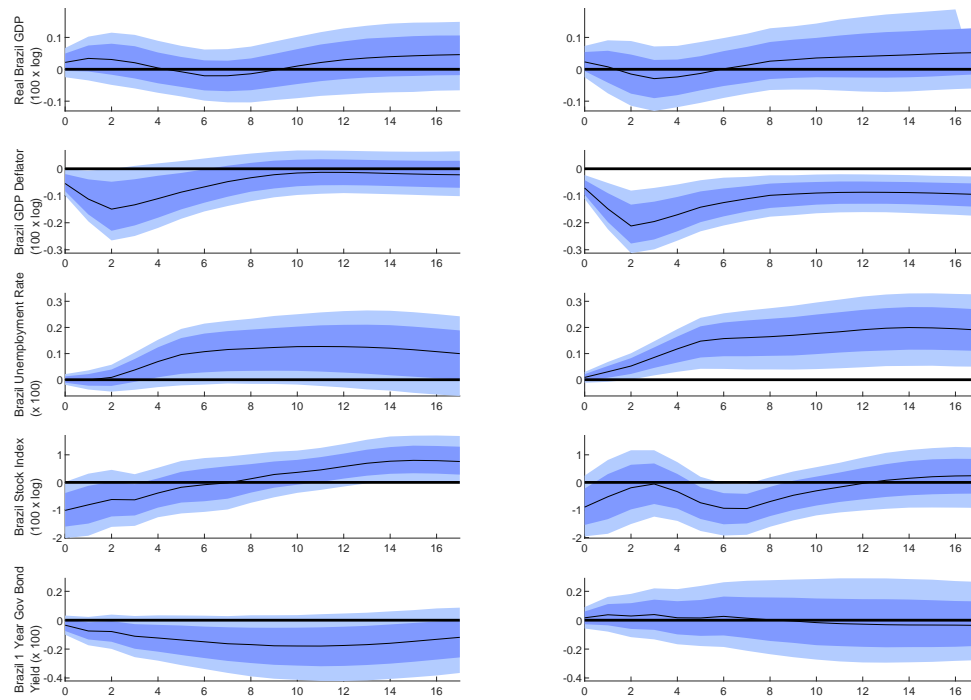 Real Brazil GDP
(100 x log)
0.1
0
-0.1
0 2 4 6 8 10 12 14 16
0.1
0
-0.1
0 2 4 6 8 10 12 14 16
Brazil GDP Deflator
(100 x log)
0
-0.1
-0.2
-0.3
0 2 4 6 8 10 12 14 16
0
-0.1
-0.2
-0.3
0 2 4 6 8 10 12 14 16
Brazil Unemployment Rate
(x 100)
0.3
0.2
0.1
0
0 2 4 6 8 10 12 14 16
0.3
0.2
0.1
0
0 2 4 6 8 10 12 14 16
Brazil Stock Index
(100 x log)
1
0
-1
-2
0 2 4 6 8 10 12 14 16
1
0
-1
-2
0 2 4 6 8 10 12 14 16
Brazil 1 Year Gov Bond
Yield (x 100)
0.2
0
-0.2
-0.4
0 2 4 6 8 10 12 14 16
0.2
0
-0.2
-0.4
0 2 4 6 8 10 12 14 16